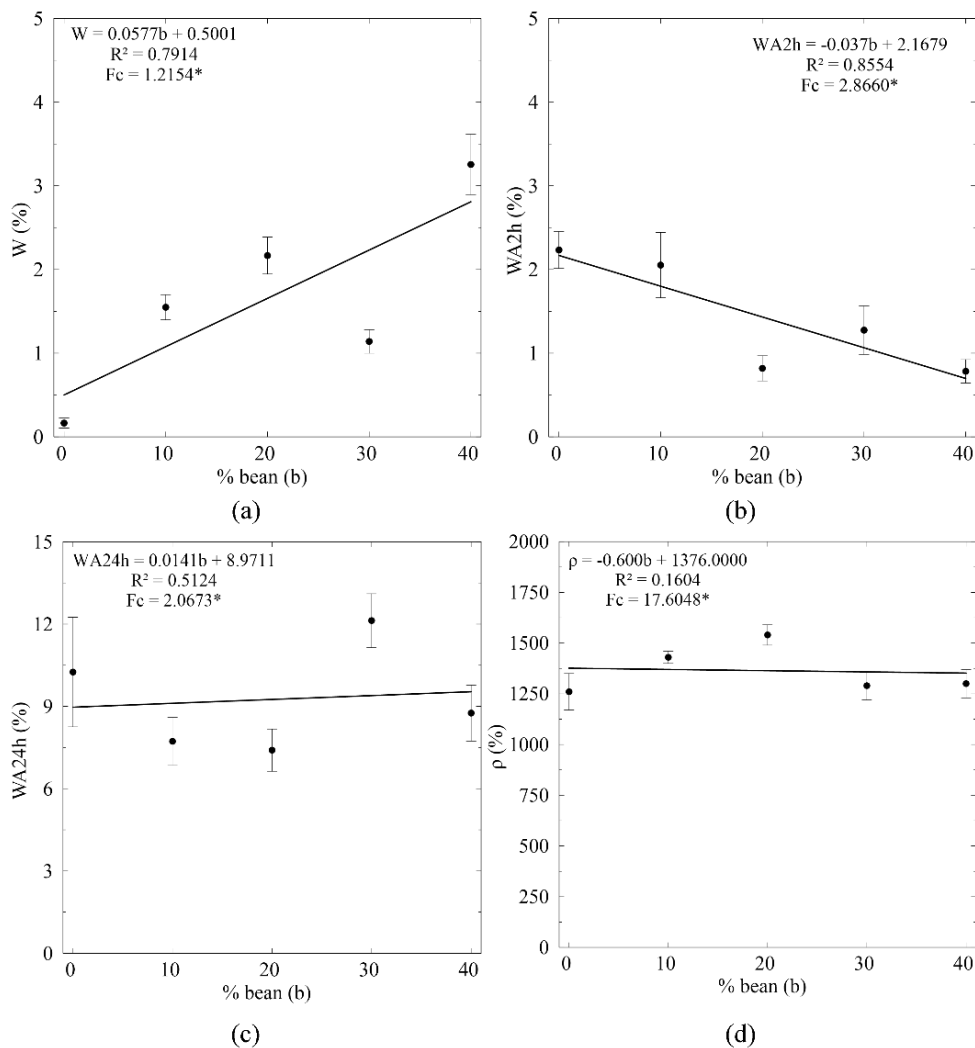 W = 0.0577b + 0.5001
R² = 0.7914
Fc = 1.2154*
5
4
3
2
1
0
W (%)
0 10 20 30 40
% bean (b)
(a)
WA2h = -0.037b + 2.1679
R² = 0.8554
Fc = 2.8660*
5
4
3
2
1
0
WA2h (%)
0 10 20 30 40
% bean (b)
(b)
WA24h = 0.0141b + 8.9711
R² = 0.5124
Fc = 2.0673*
15
12
9
6
3
0
WA24h (%)
0 10 20 30 40
% bean (b)
(c)
ρ = -0.600b + 1376.0000
R² = 0.1604
Fc = 17.6048*
2000
1750
1500
1250
1000
750
500
250
0
ρ (%)
0 10 20 30 40
% bean (b)
(d)